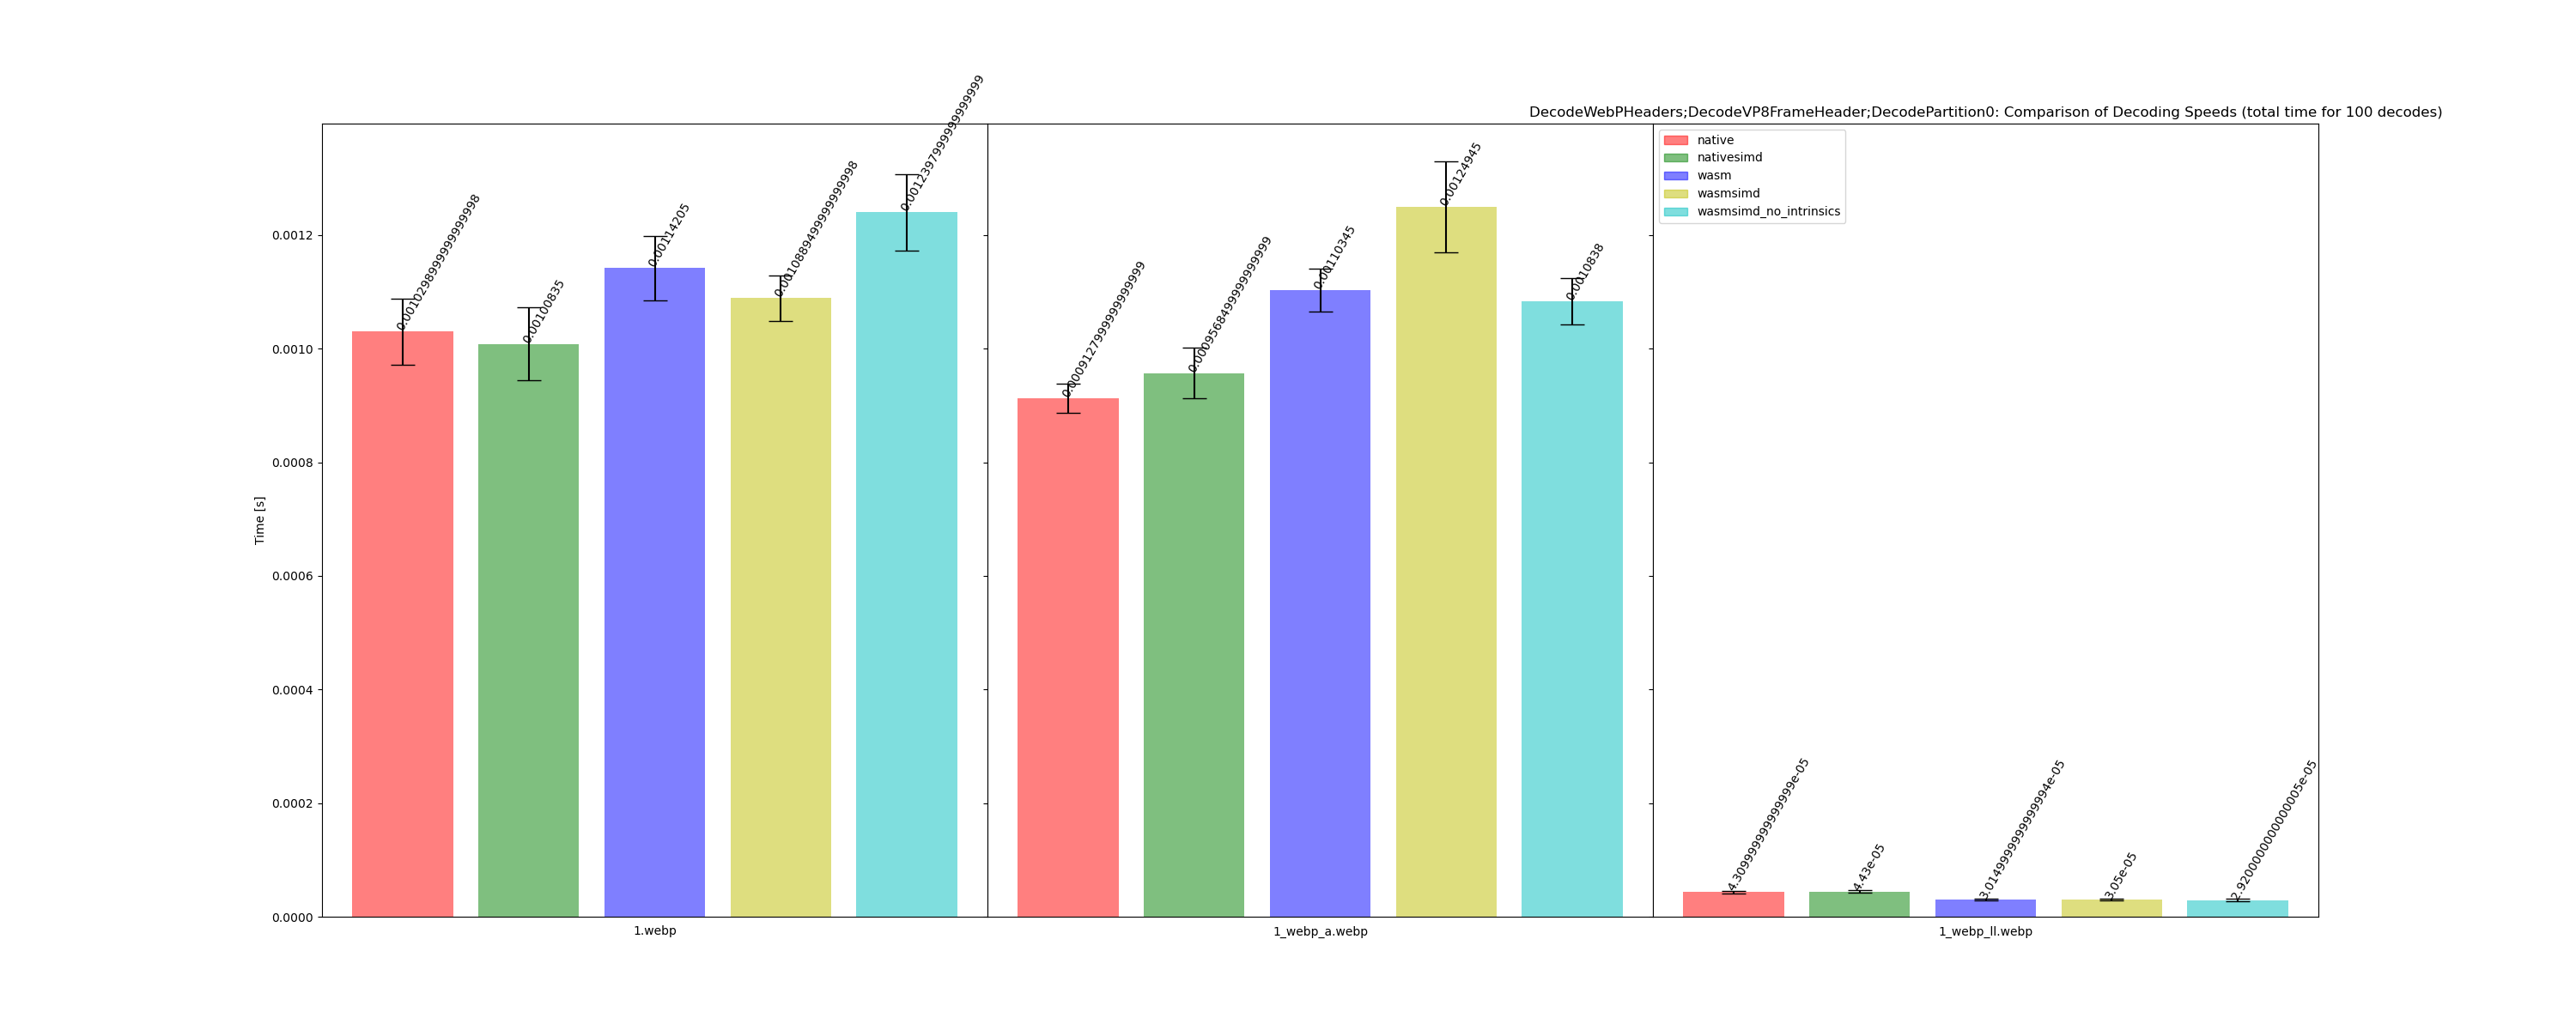 DecodeWebPHeaders;DecodeVP8FrameHeader;DecodePartition0: Comparison of Decoding Speeds (total time for 100 decodes)
native
nativesimd
wasm
wasmsimd
wasmsimd_no_intrinsics
Time [s]
0.0012
0.0010
0.0008
0.0006
0.0004
0.0002
0.0000
0.0010298999999999998
0.00100835
0.00114205
0.0010889499999999998
0.0012397999999999999
0.0009127999999999999
0.0009568499999999999
0.00110345
0.00124945
0.0010838
4.309999999999999e-05
4.43e-05
3.0149999999999994e-05
3.05e-05
2.9200000000000005e-05
1.webp
1_webp_a.webp
1_webp_ll.webp